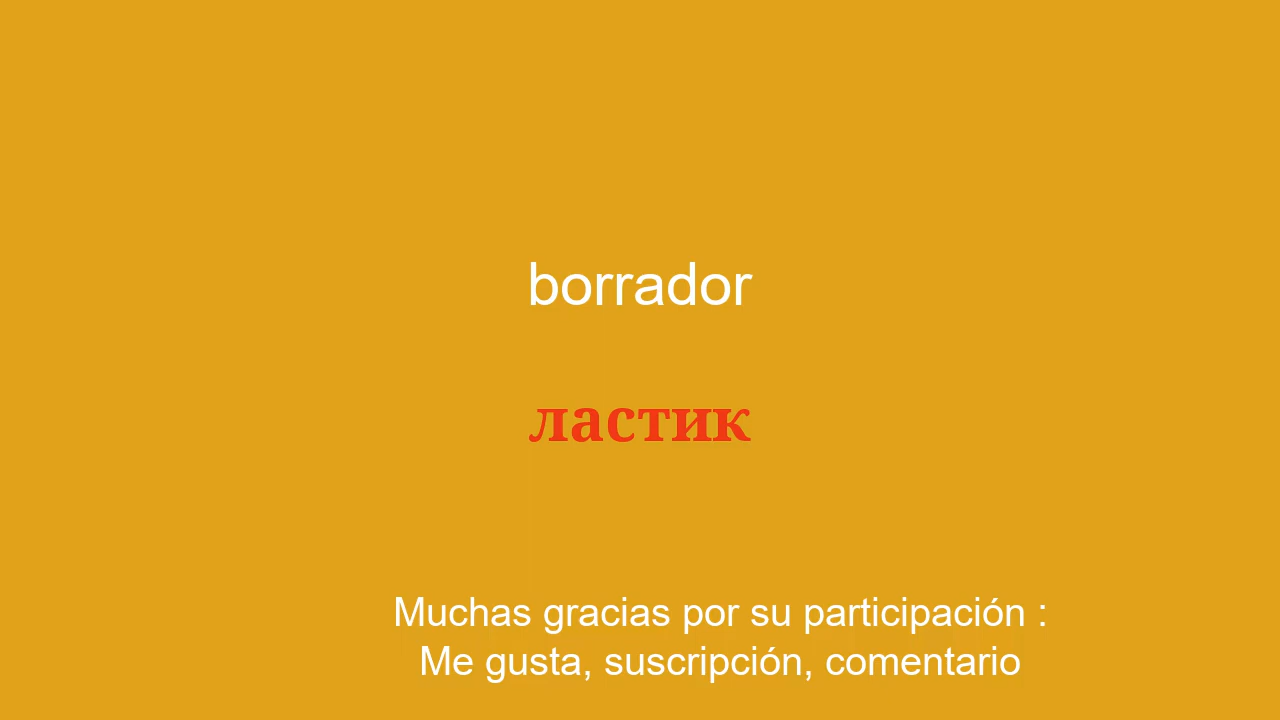 borrador
ластик
Muchas gracias por su participación :
Me gusta, suscripción, comentario